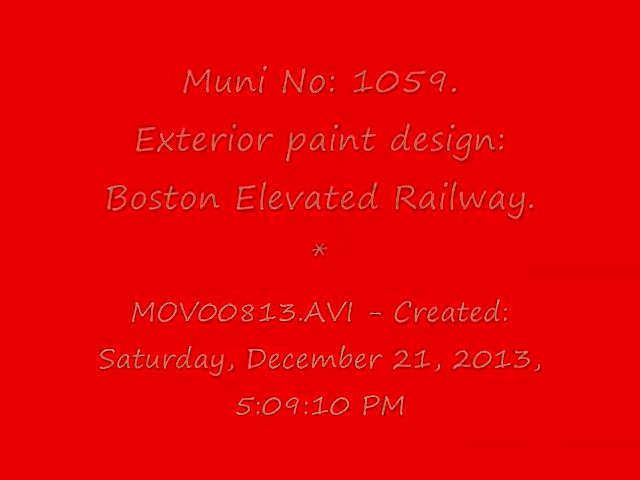 Muni No: 1059.
Exterior paint design:
Boston Elevated Railway.
*
MOV00813.AVI - Created:
Saturday, December 21, 2013,
5:09:10 PM